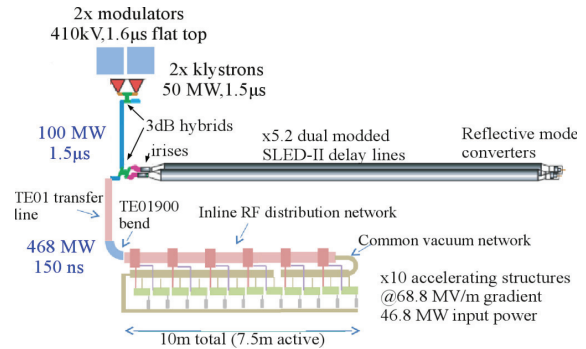 2x modulators
410kV,1.6µs flat top
2x klystrons
50 MW,1.5µs
100 MW
1.5µs
3dB hybrids
irises
x5.2 dual modded
SLED-II delay lines
Reflective mode
converters
TE01 transfer
line
TE01900
bend
Inline RF distribution network
468 MW
150 ns
Common vacuum network
x10 accelerating structures
@68.8 MV/m gradient
46.8 MW input power
10m total (7.5m active)